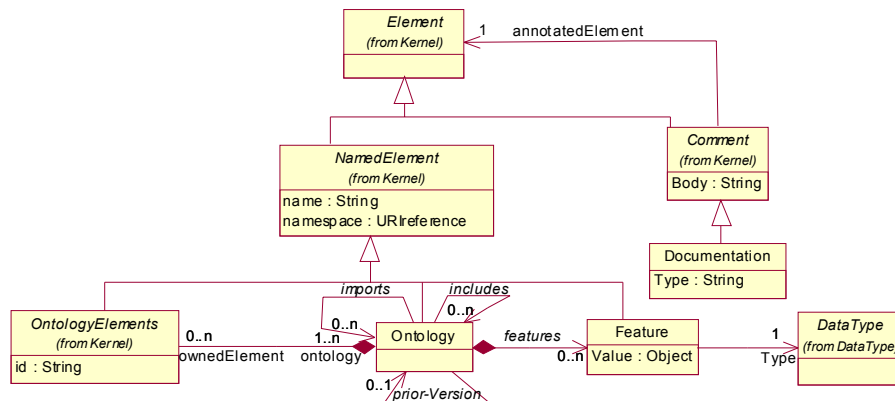 Element
(from Kernel)
1
annotatedElement
Comment
(from Kernel)
Body : String
NamedElement
(from Kernel)
name : String
namespace : URIreference
Documentation
Type : String
imports
includes
OntologyElements
(from Kernel)
id : String
0..n
ownedElement
1..n
ontology
0..n
0..n
Ontology
features
0..n
Feature
Value : Object
1
Type
DataType
(from DataType)
0..1
prior-Version